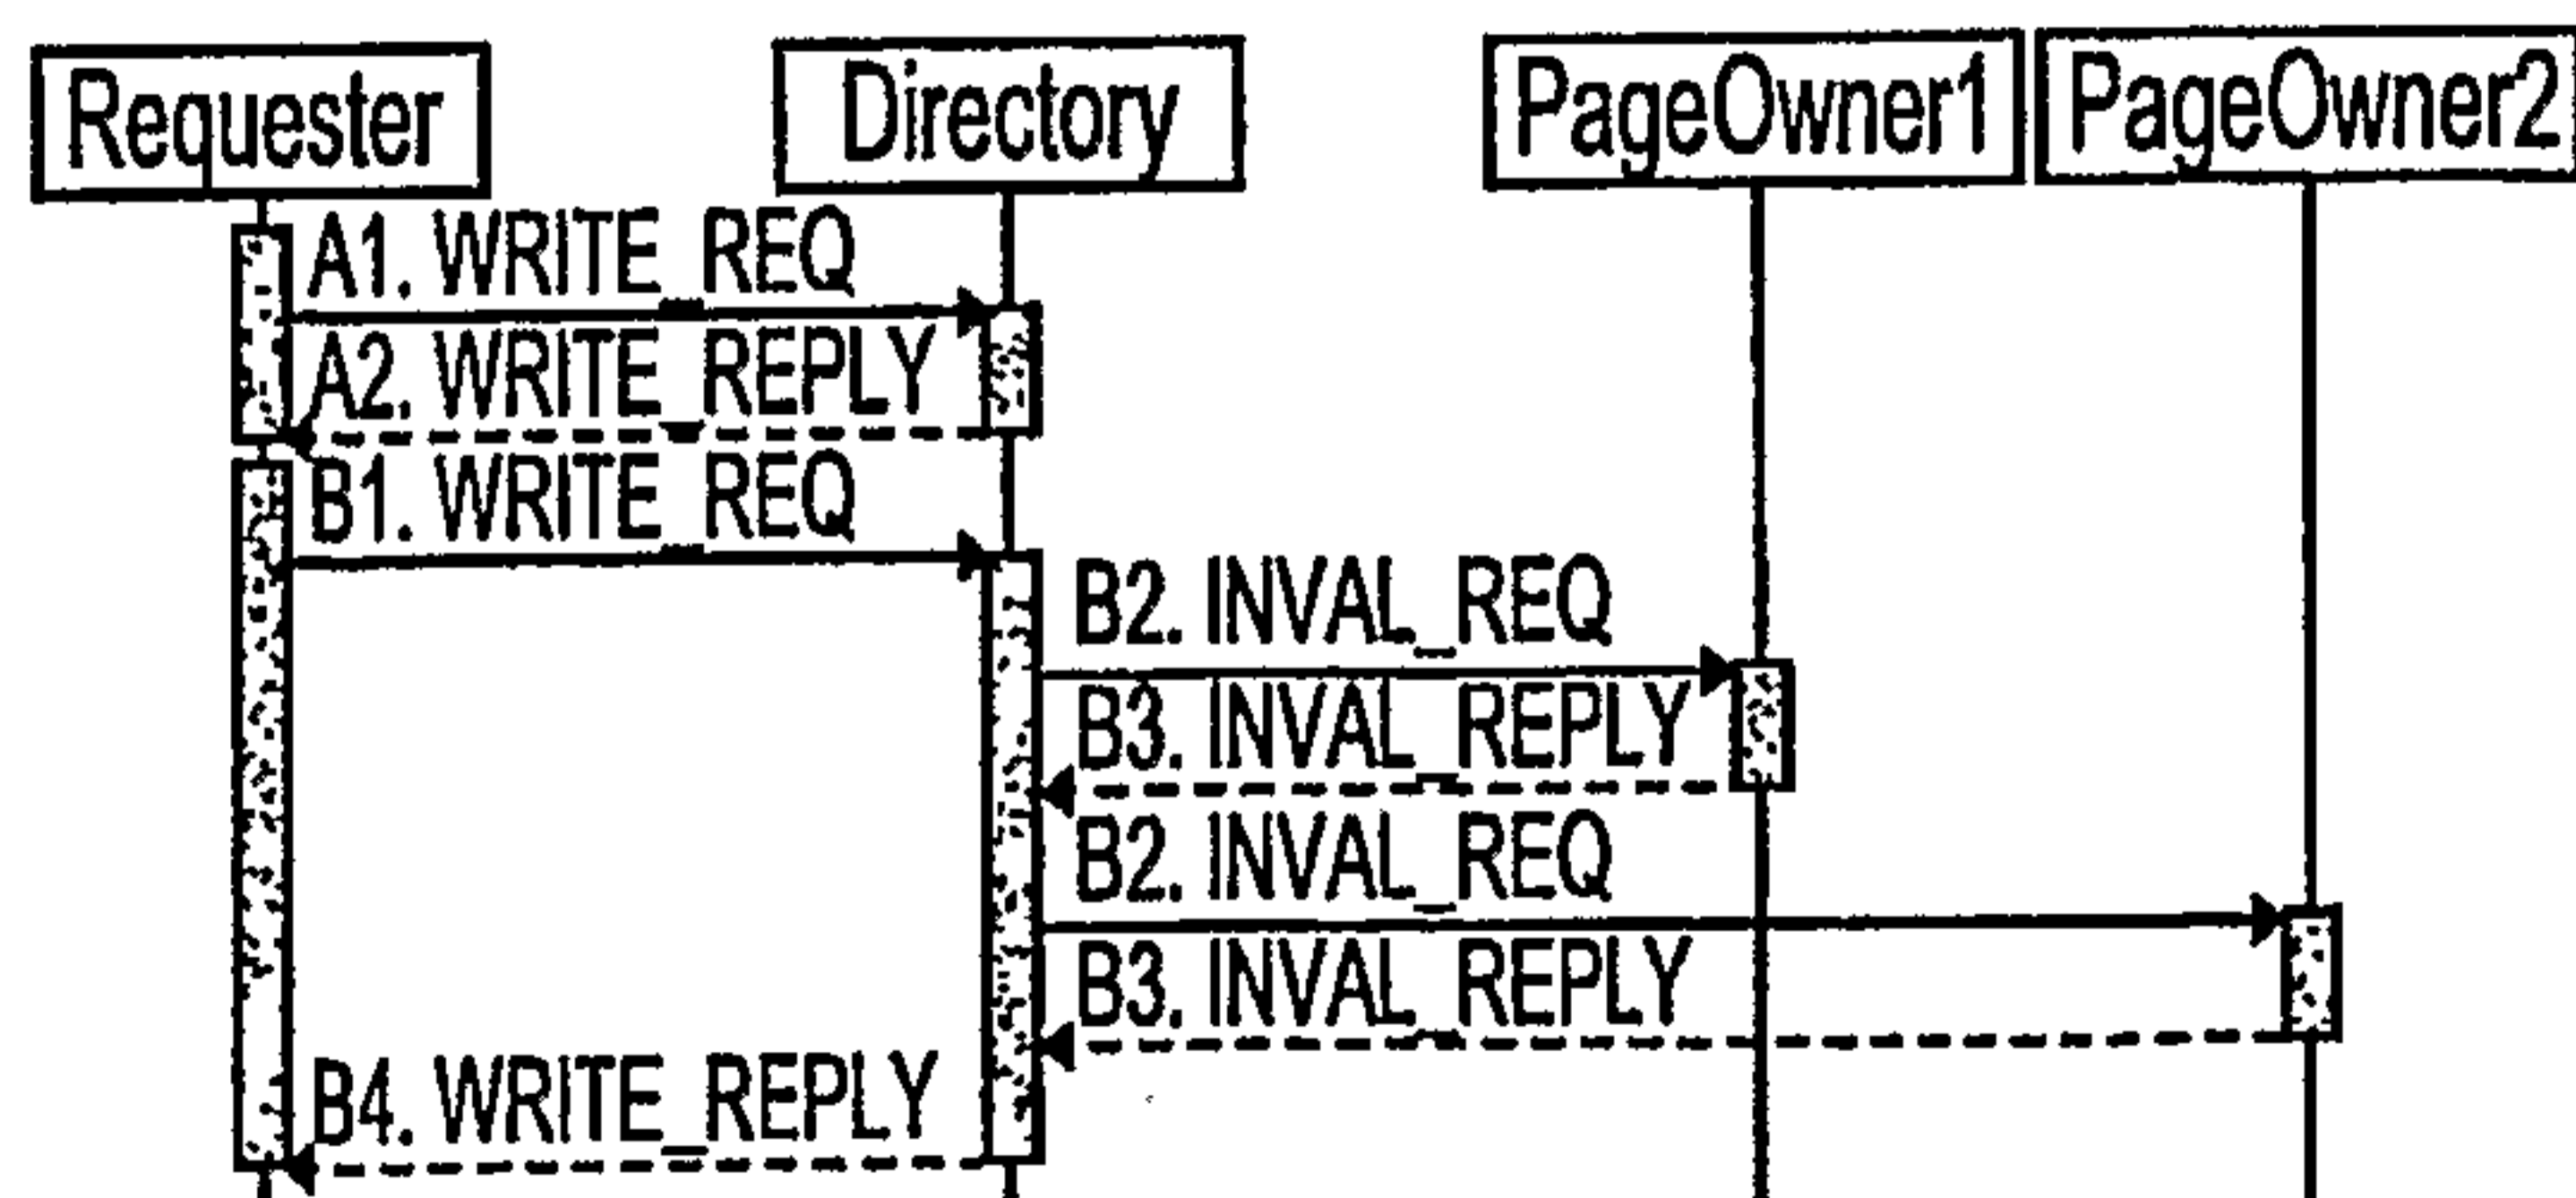 Requester
Directory
PageOwner1
PageOwner2
A1. WRITE_REQ
A2. WRITE_REPLY
B1. WRITE_REQ
B2. INVAL_REQ
B3. INVAL_REPLY
B2. INVAL_REQ
B3. INVAL_REPLY
B4. WRITE_REPLY